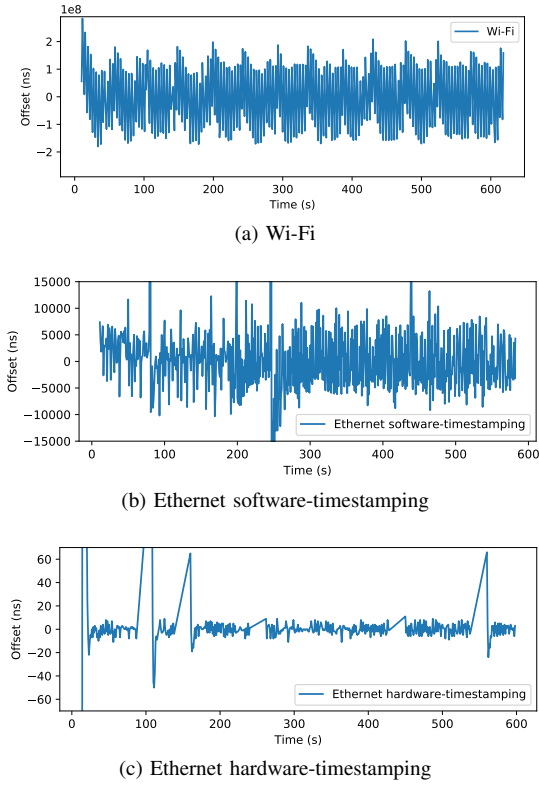 1e8
2
1
0
−1
−2
Offset (ns)
Wi-Fi
0 100 200 300 400 500 600
Time (s)
(a) Wi-Fi
15000
10000
5000
0
−5000
−10000
−15000
Offset (ns)
Ethernet software-timestamping
0 100 200 300 400 500 600
Time (s)
(b) Ethernet software-timestamping
60
40
20
0
−20
−40
−60
Offset (ns)
Ethernet hardware-timestamping
0 100 200 300 400 500 600
Time (s)
(c) Ethernet hardware-timestamping